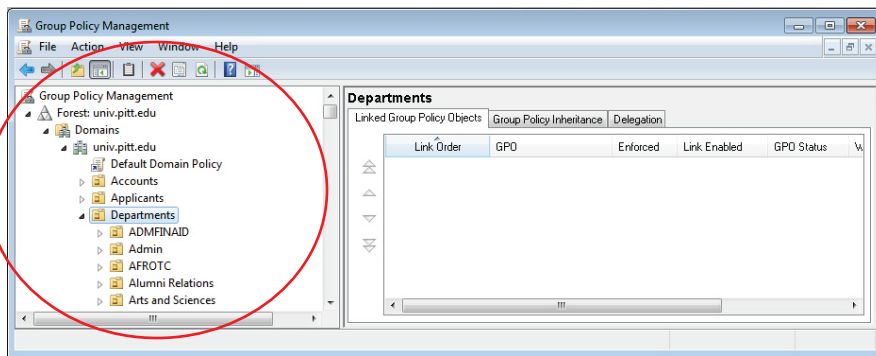 Group Policy Management
File Action View Window Help
Group Policy Management
Forest: univ.pitt.edu
Domains
univ.pitt.edu
Default Domain Policy
Accounts
Applicants
Departments
ADMFINAID
Admin
AFROTC
Alumni Relations
Arts and Sciences
Departments
Linked Group Policy Objects Group Policy Inheritance Delegation
Link Order GPO Enforced Link Enabled GPO Status W